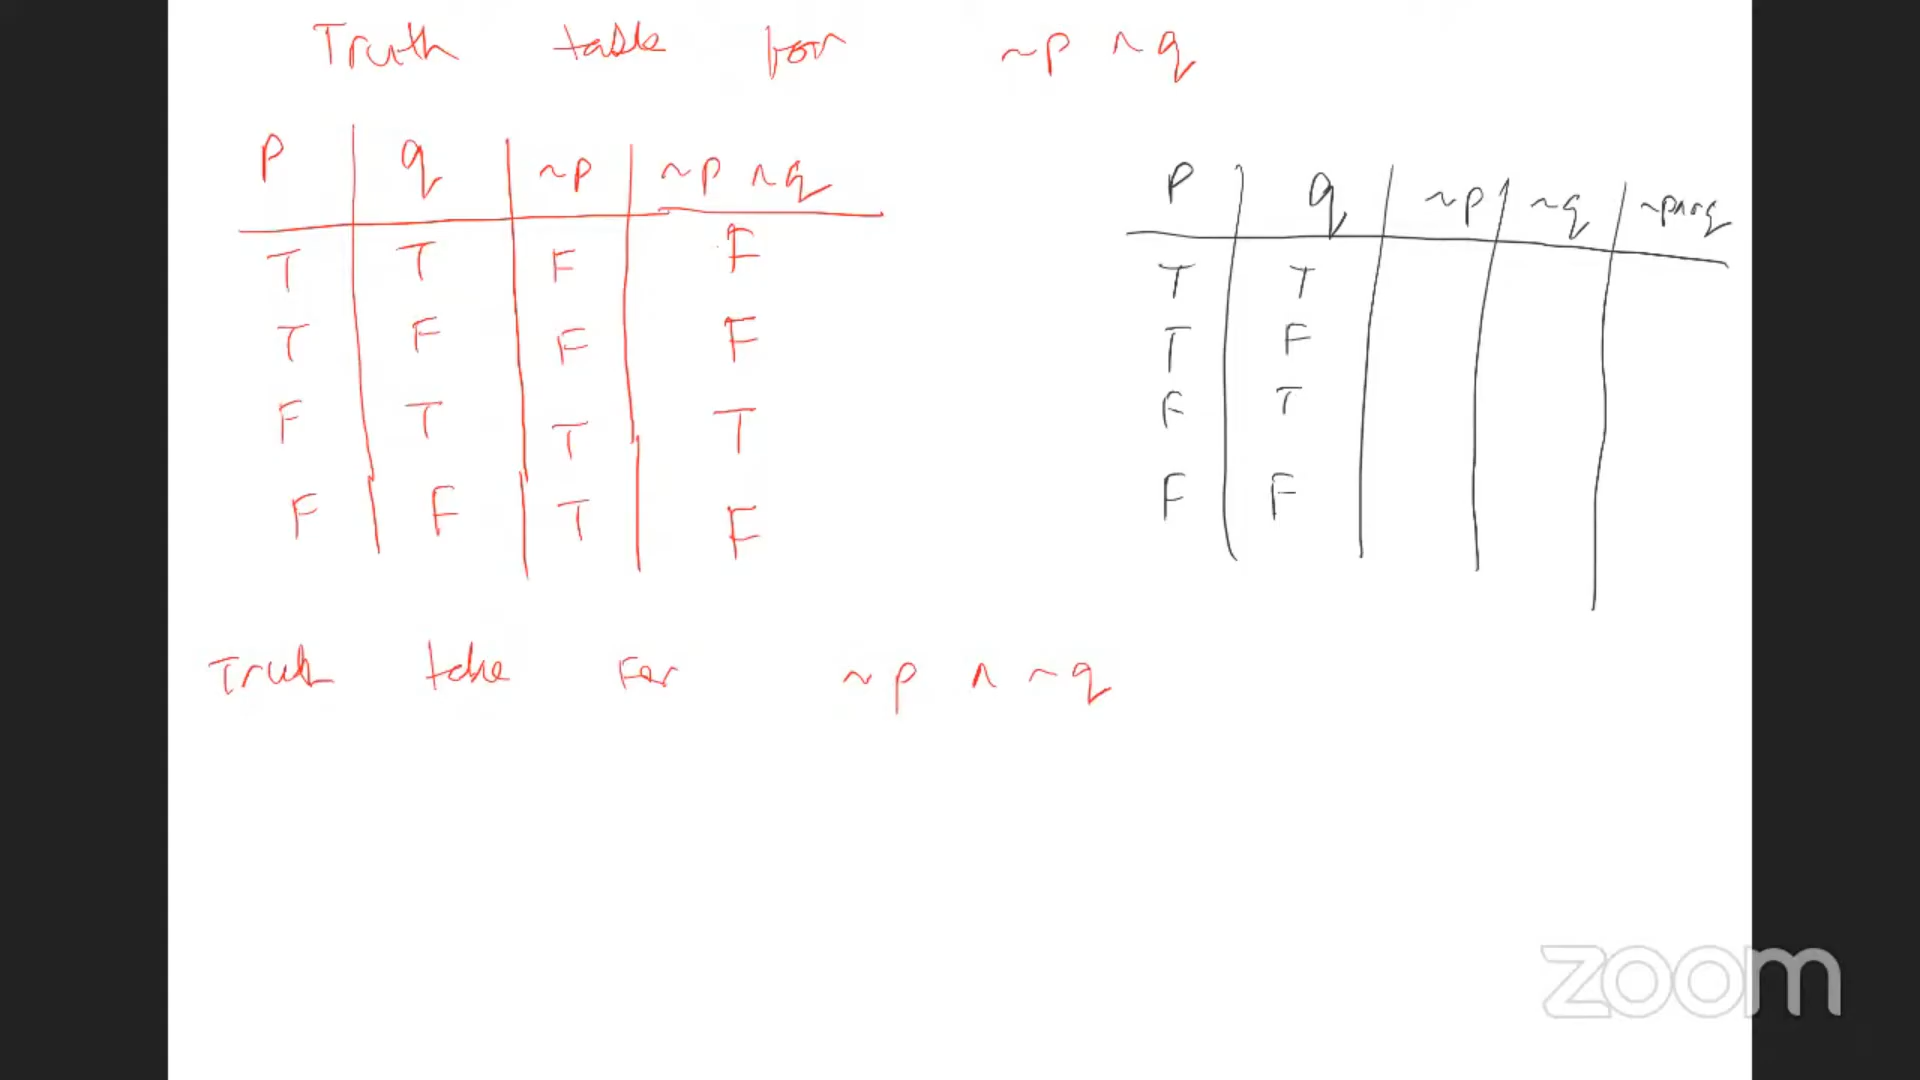 Truth table for ~p ∧ q
P q ~p ~p ∧ q
T T F F
T F F F
F T T T
F F T F
P q ~p ~q ~p∧~q
T T
T F
F T
F F
Truth table For ~p ∧ ~q
zoom